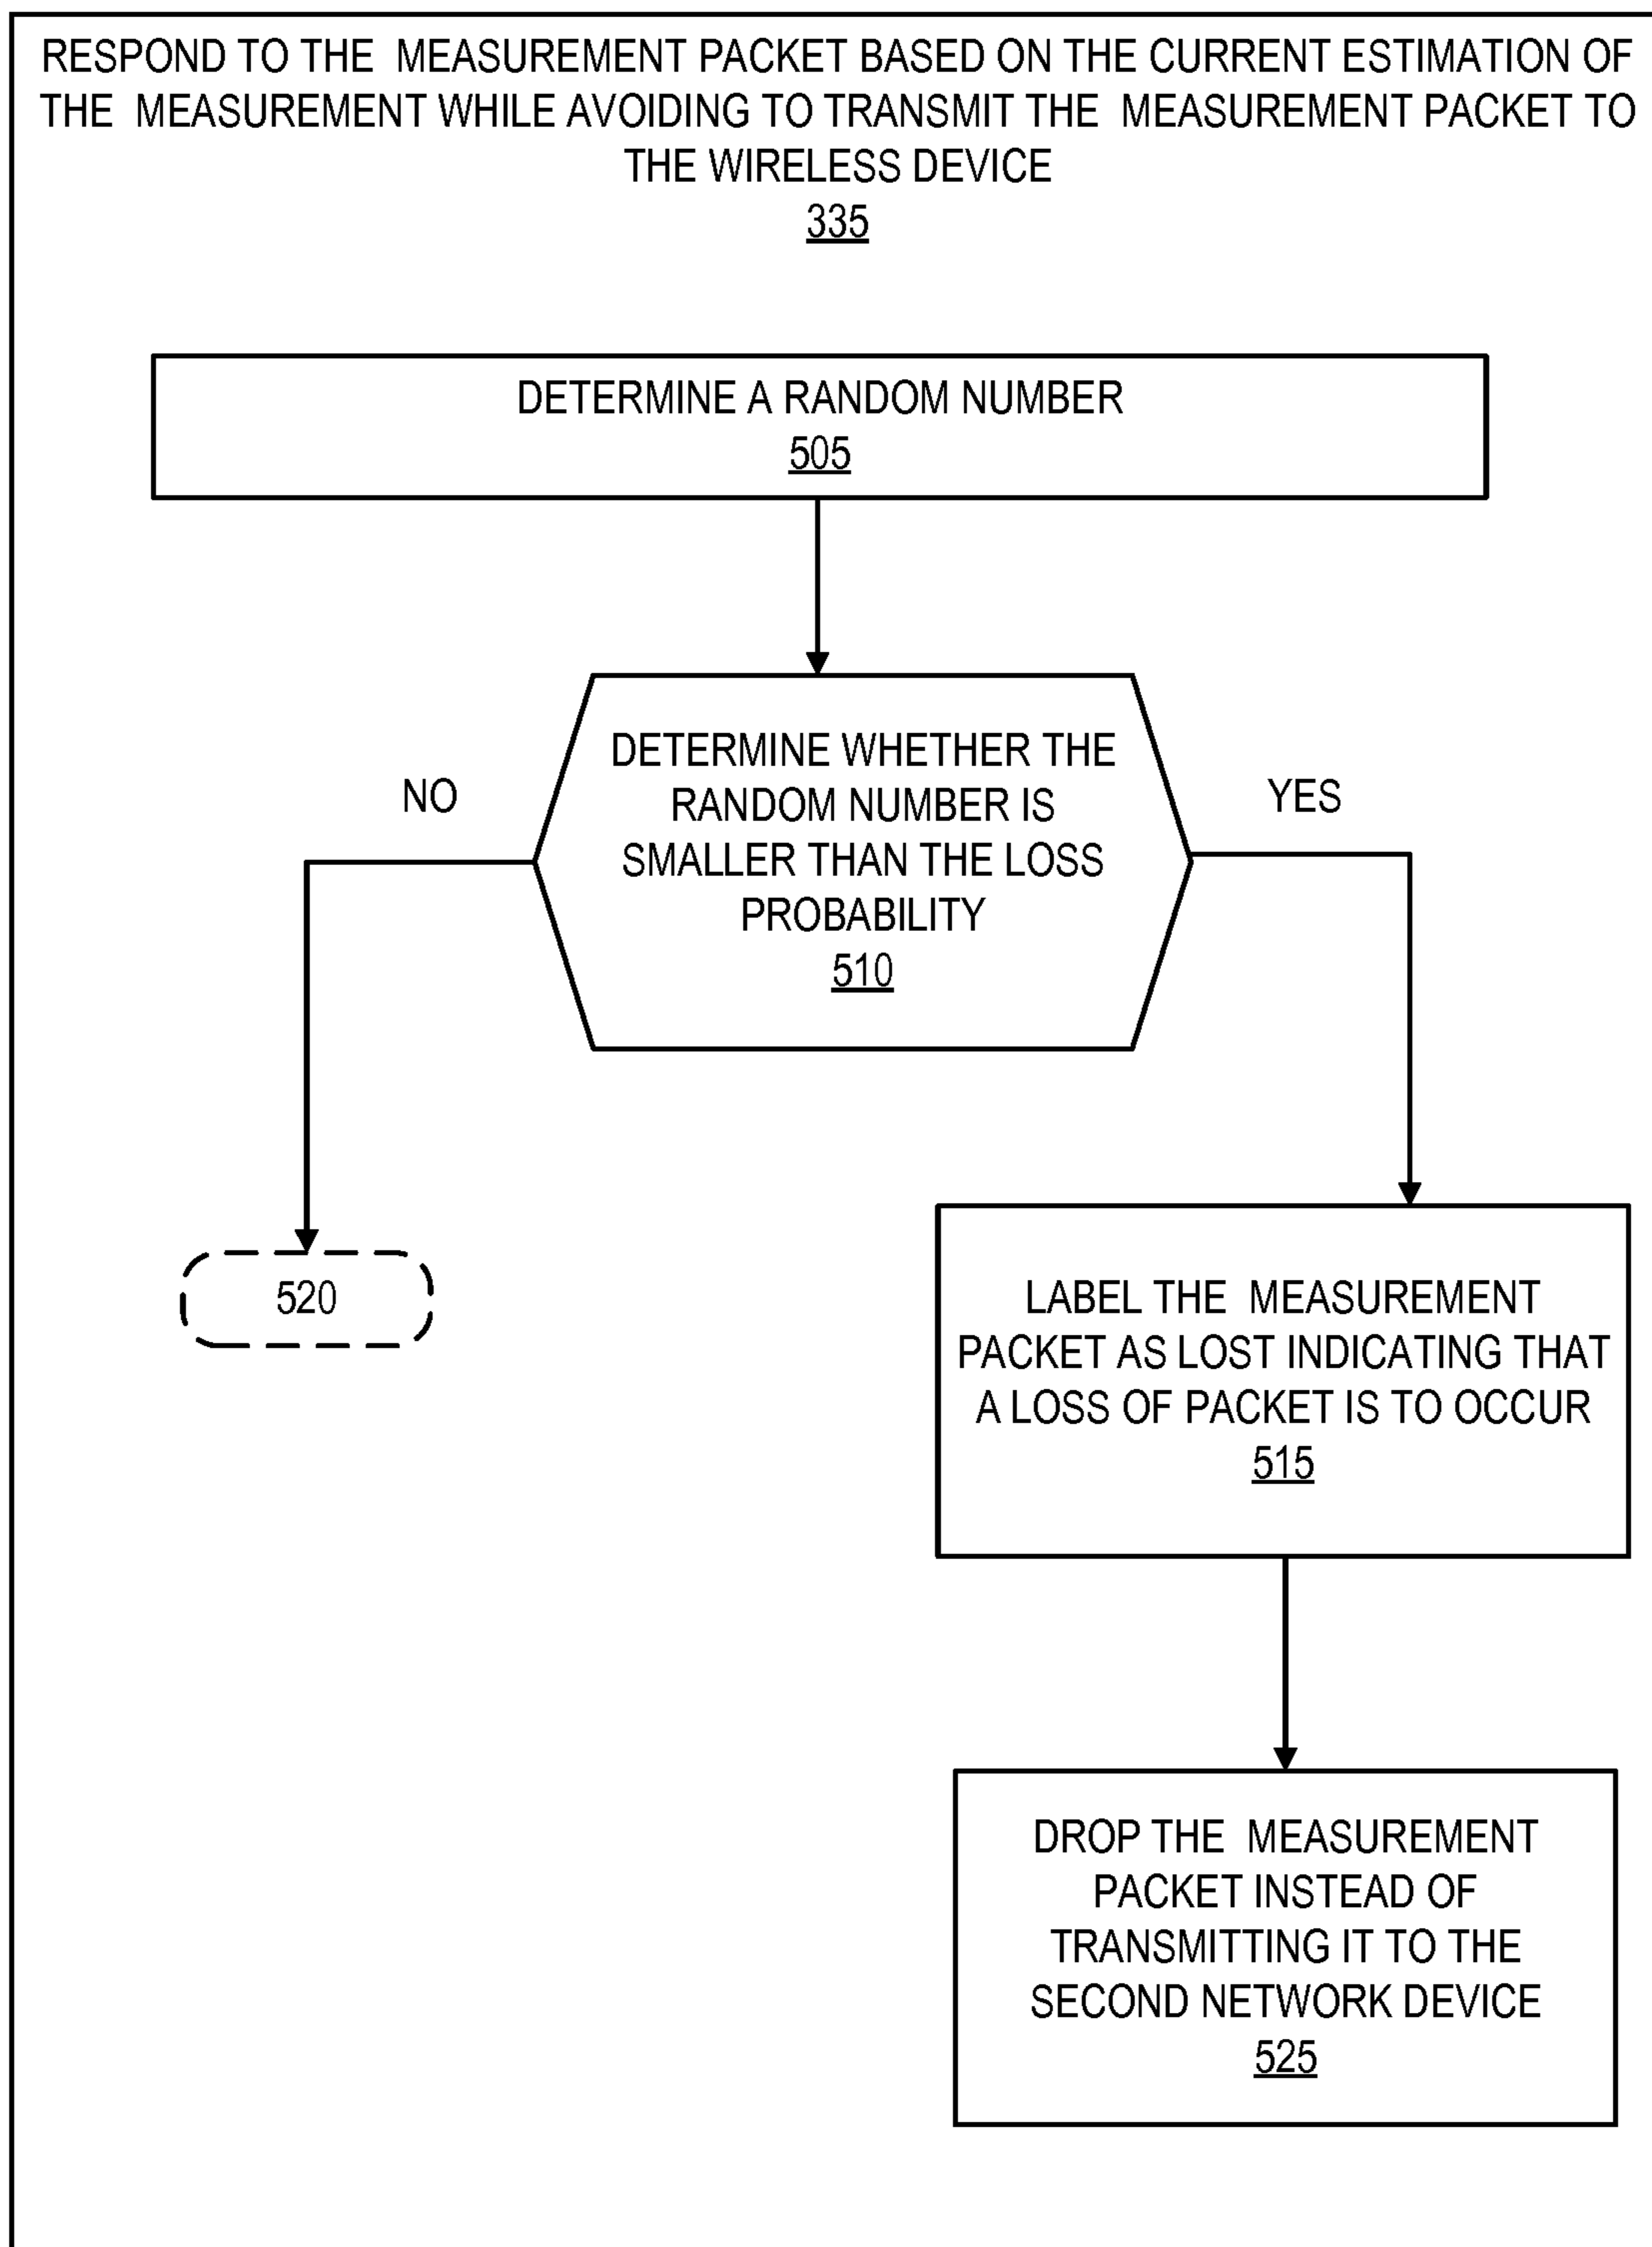 RESPOND TO THE MEASUREMENT PACKET BASED ON THE CURRENT ESTIMATION OF
THE MEASUREMENT WHILE AVOIDING TO TRANSMIT THE MEASUREMENT PACKET TO
THE WIRELESS DEVICE
335
DETERMINE A RANDOM NUMBER
505
DETERMINE WHETHER THE
RANDOM NUMBER IS
SMALLER THAN THE LOSS
PROBABILITY
510
NO
YES
520
LABEL THE MEASUREMENT
PACKET AS LOST INDICATING THAT
A LOSS OF PACKET IS TO OCCUR
515
DROP THE MEASUREMENT
PACKET INSTEAD OF
TRANSMITTING IT TO THE
SECOND NETWORK DEVICE
525